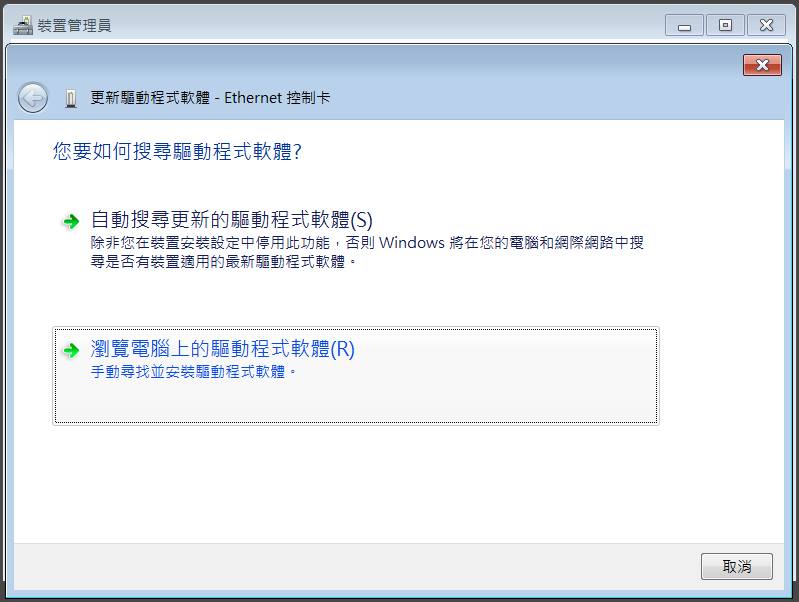 裝置管理員
更新驅動程式軟體 - Ethernet 控制卡
您要如何搜尋驅動程式軟體?
自動搜尋更新的驅動程式軟體(S)
除非您在裝置安裝設定中停用此功能，否則 Windows 將在您的電腦和網際網路中搜
尋是否有裝置適用的最新驅動程式軟體。
瀏覽電腦上的驅動程式軟體(R)
手動尋找並安裝驅動程式軟體。
取消